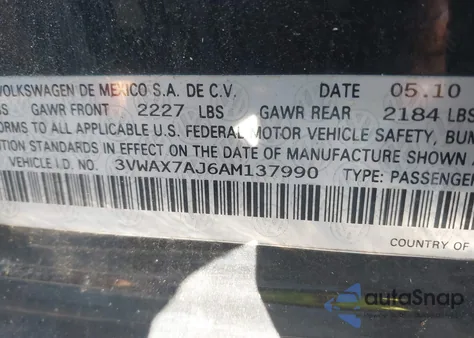 VOLKSWAGEN DE MEXICO S.A. DE C.V. DATE 05.10
GAWR FRONT 2227 LBS GAWR REAR 2184 LBS
TO ALL APPLICABLE U.S. FEDERAL MOTOR VEHICLE SAFETY,
STANDARDS IN EFFECT ON THE DATE OF MANUFACTURE SHOWN
VEHICLE I.D. NO. 3VWAX7AJ6AM137990 TYPE: PASSENGER
COUNTRY OF
autoSnap